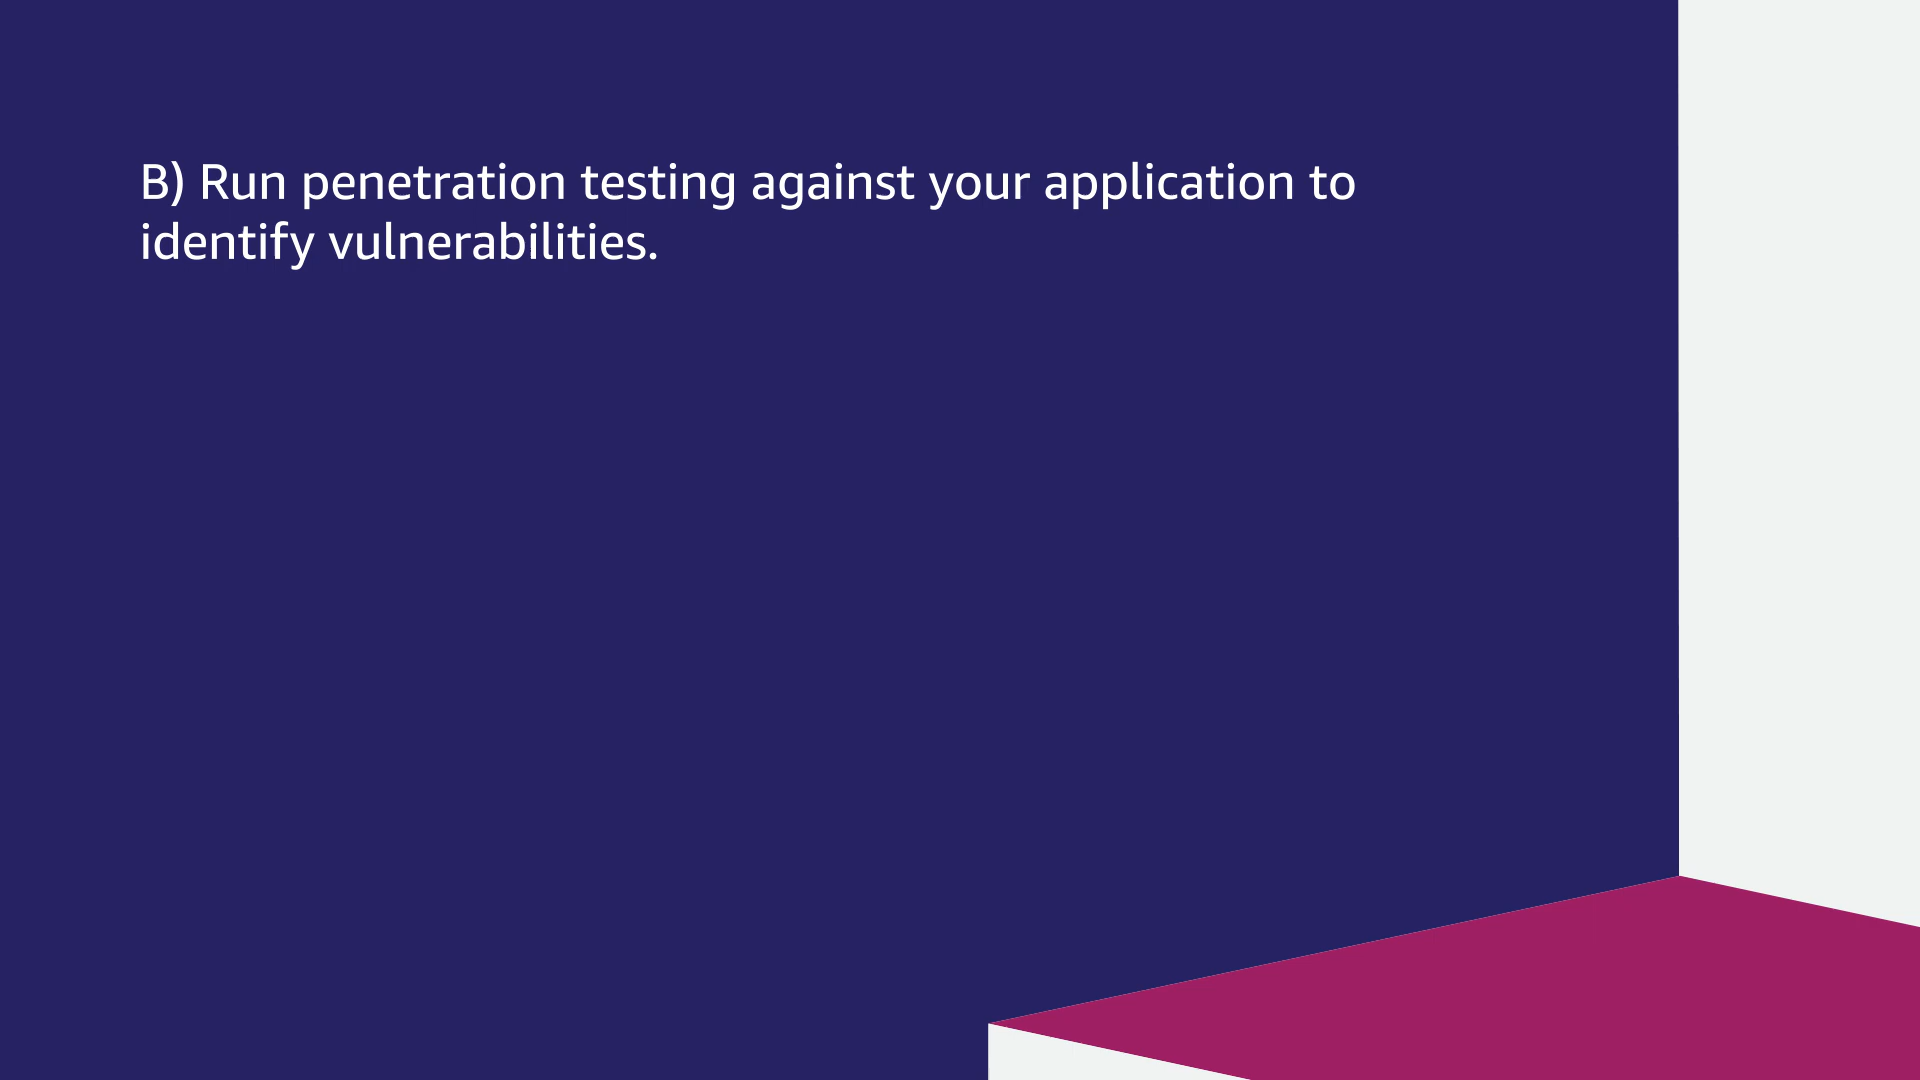 B) Run penetration testing against your application to
identify vulnerabilities.